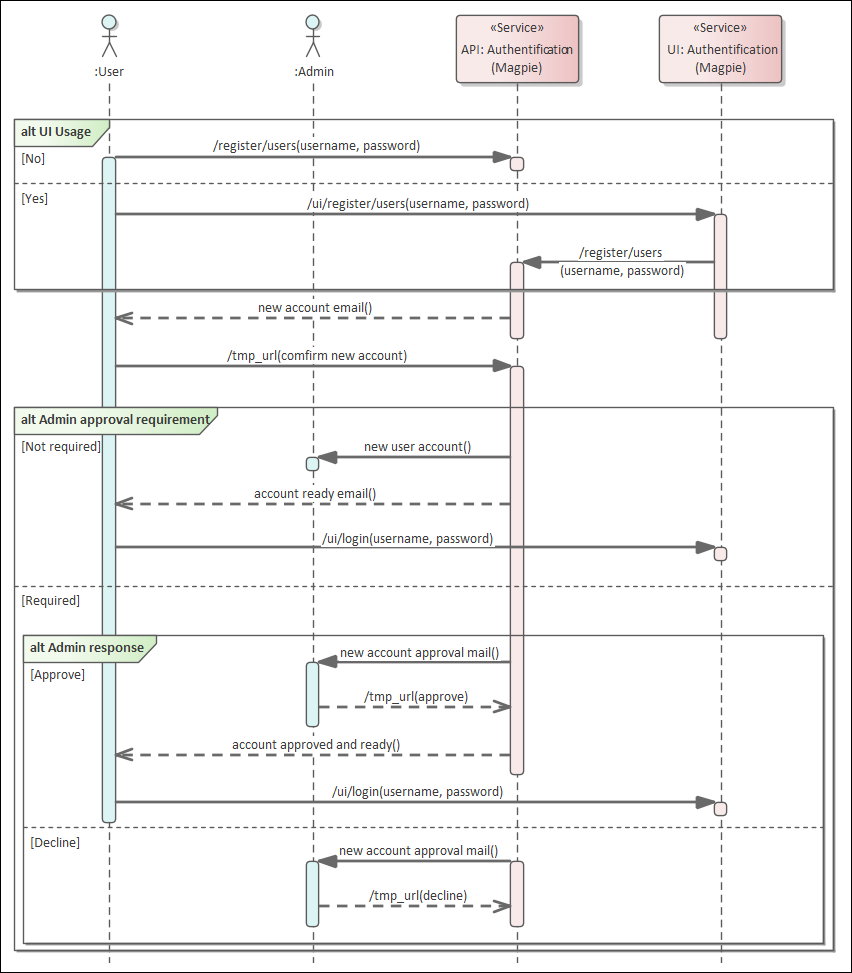 «Service»
«Service»
API: Authentification
UI: Authentification
(Magpie)
(Magpie)
:User
:Admin
alt UI Usage
/register/users(username, password)
[No]
[Yes]
/ui/register/users(username, password)
/register/users
(username, password)
new account email()
/tmp_url(comfirm new account)
alt Admin approval requirement
[Not required]
new user account()
account ready email()
/ui/login(username, password)
[Required]
alt Admin response
new account approval mail()
[Approve]
/tmp_url(approve)
account approved and ready()
/ui/login(username, password)
[Decline]
new account approval mail()
/tmp_url(decline)